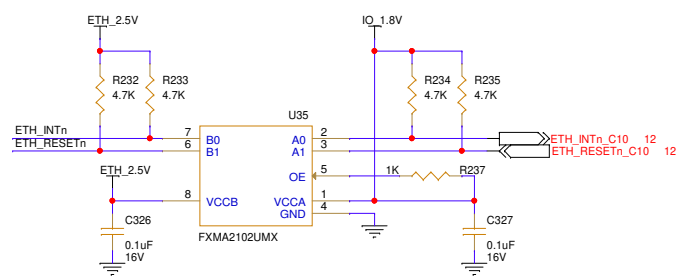 ETH_2.5V
IO_1.8V
R232
4.7K
R233
4.7K
R234
4.7K
R235
4.7K
U35
ETH_INTn
7
B0
A0
2
ETH_INTn_C10 12
ETH_RESETn
6
B1
A1
3
ETH_RESETn_C10 12
ETH_2.5V
OE
5
1K
R237
8
VCCB
VCCA
1
GND
4
C326
0.1uF
16V
FXMA2102UMX
C327
0.1uF
16V